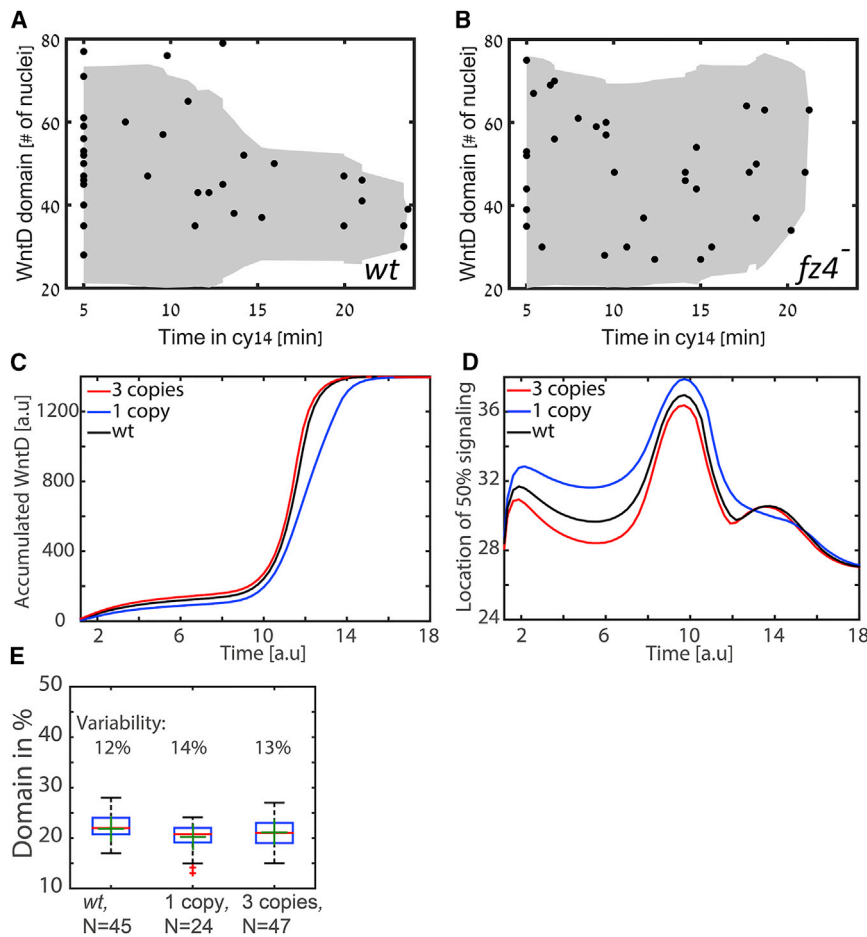 A
WntD domain [# of nuclei]
80
60
40
20
wt
5
10
15
20
Time in cy14 [min]
B
WntD domain [# of nuclei]
80
60
40
20
fz4-
5
10
15
20
Time in cy14 [min]
C
Accumulated WntD [a.u]
3 copies
1 copy
wt
1200
800
400
0
2
6
10
14
18
Time [a.u]
D
Location of 50% signaling
3 copies
1 copy
wt
36
32
28
24
2
6
10
14
18
Time [a.u]
E
Domain in %
50
40
30
20
10
Variability:
12% 14% 13%
wt, 1 copy, 3 copies,
N=45 N=24 N=47